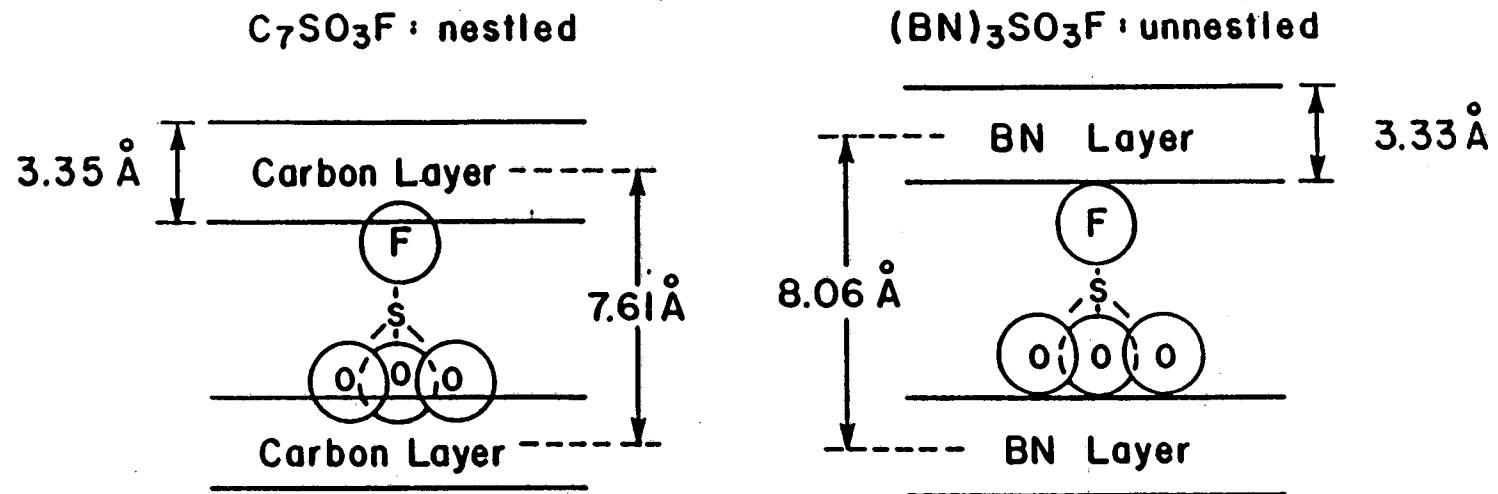 C₇SO₃F : nestled
3.35 Å
Carbon Layer
F
S
O O O
7.61 Å
Carbon Layer
(BN)₃SO₃F : unnestled
8.06 Å
BN Layer
3.33 Å
F
S
O O O
BN Layer